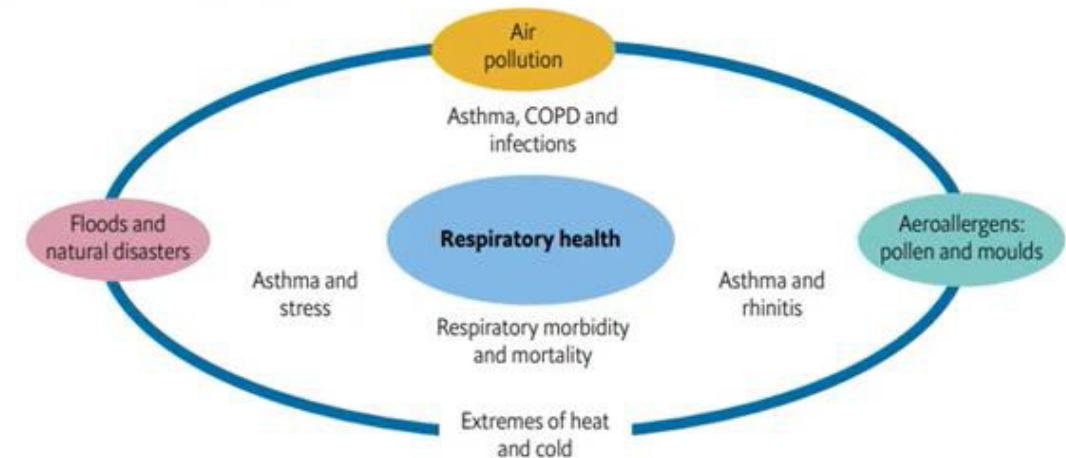 Air
pollution
Asthma, COPD and
infections
Floods and
natural disasters
Respiratory health
Aeroallergens:
pollen and moulds
Asthma and
stress
Asthma and
rhinitis
Respiratory morbidity
and mortality
Extremes of heat
and cold